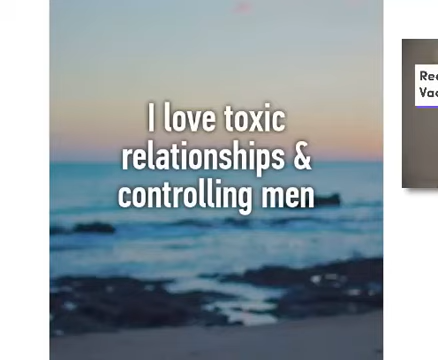 I love toxic
relationships &
controlling men